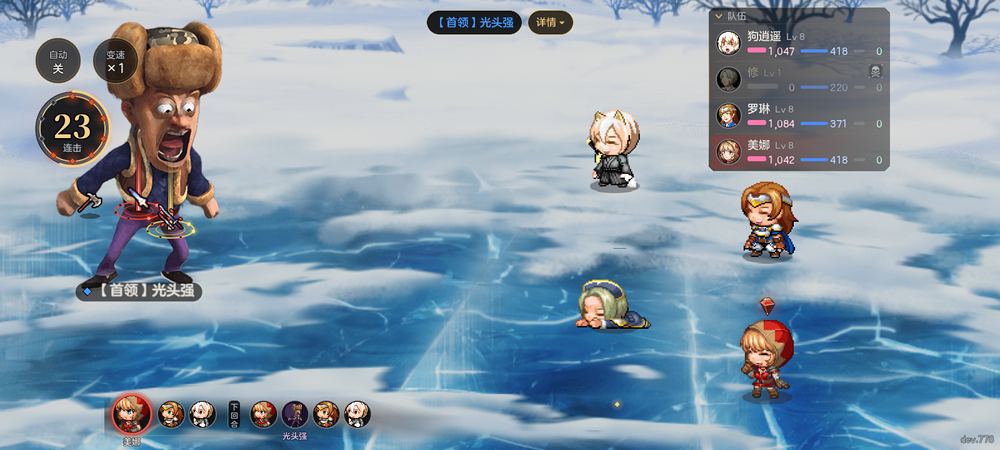 【首领】光头强
详情
自动
关
变速
×1
23
连击
【首领】光头强
队伍
狗逍遥 Lv 8
1,047 418 0
修 Lv 1
0 220 0
罗琳 Lv 8
1,084 371 0
美娜 Lv 8
1,042 418 0
下回合
美娜
光头强
dev.770